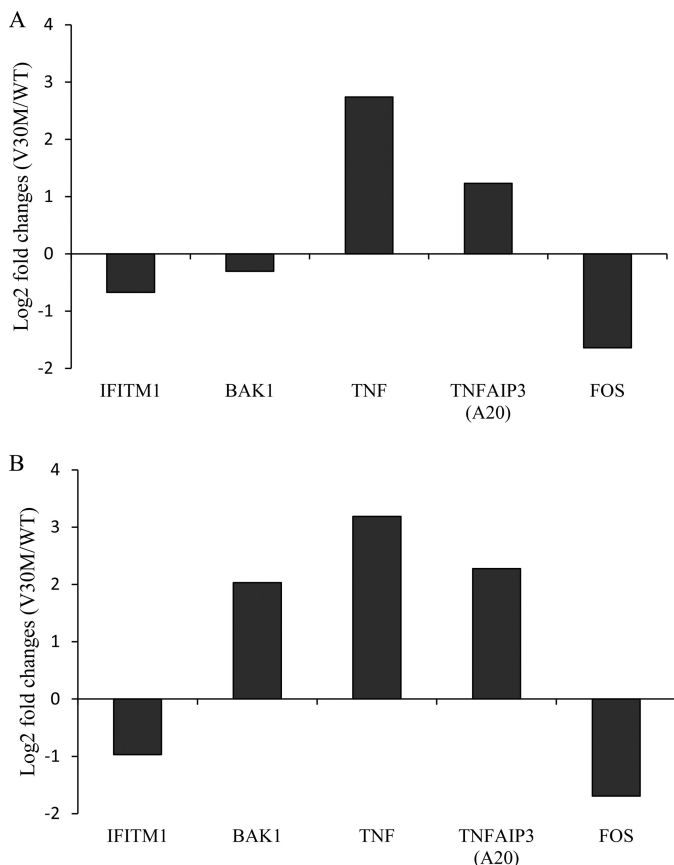 A
Log2 fold changes (V30M/WT)
4
3
2
1
0
-1
-2
IFITM1 BAK1 TNF TNFAIP3 FOS
(A20)
B
Log2 fold changes (V30M/WT)
4
3
2
1
0
-1
-2
IFITM1 BAK1 TNF TNFAIP3 FOS
(A20)